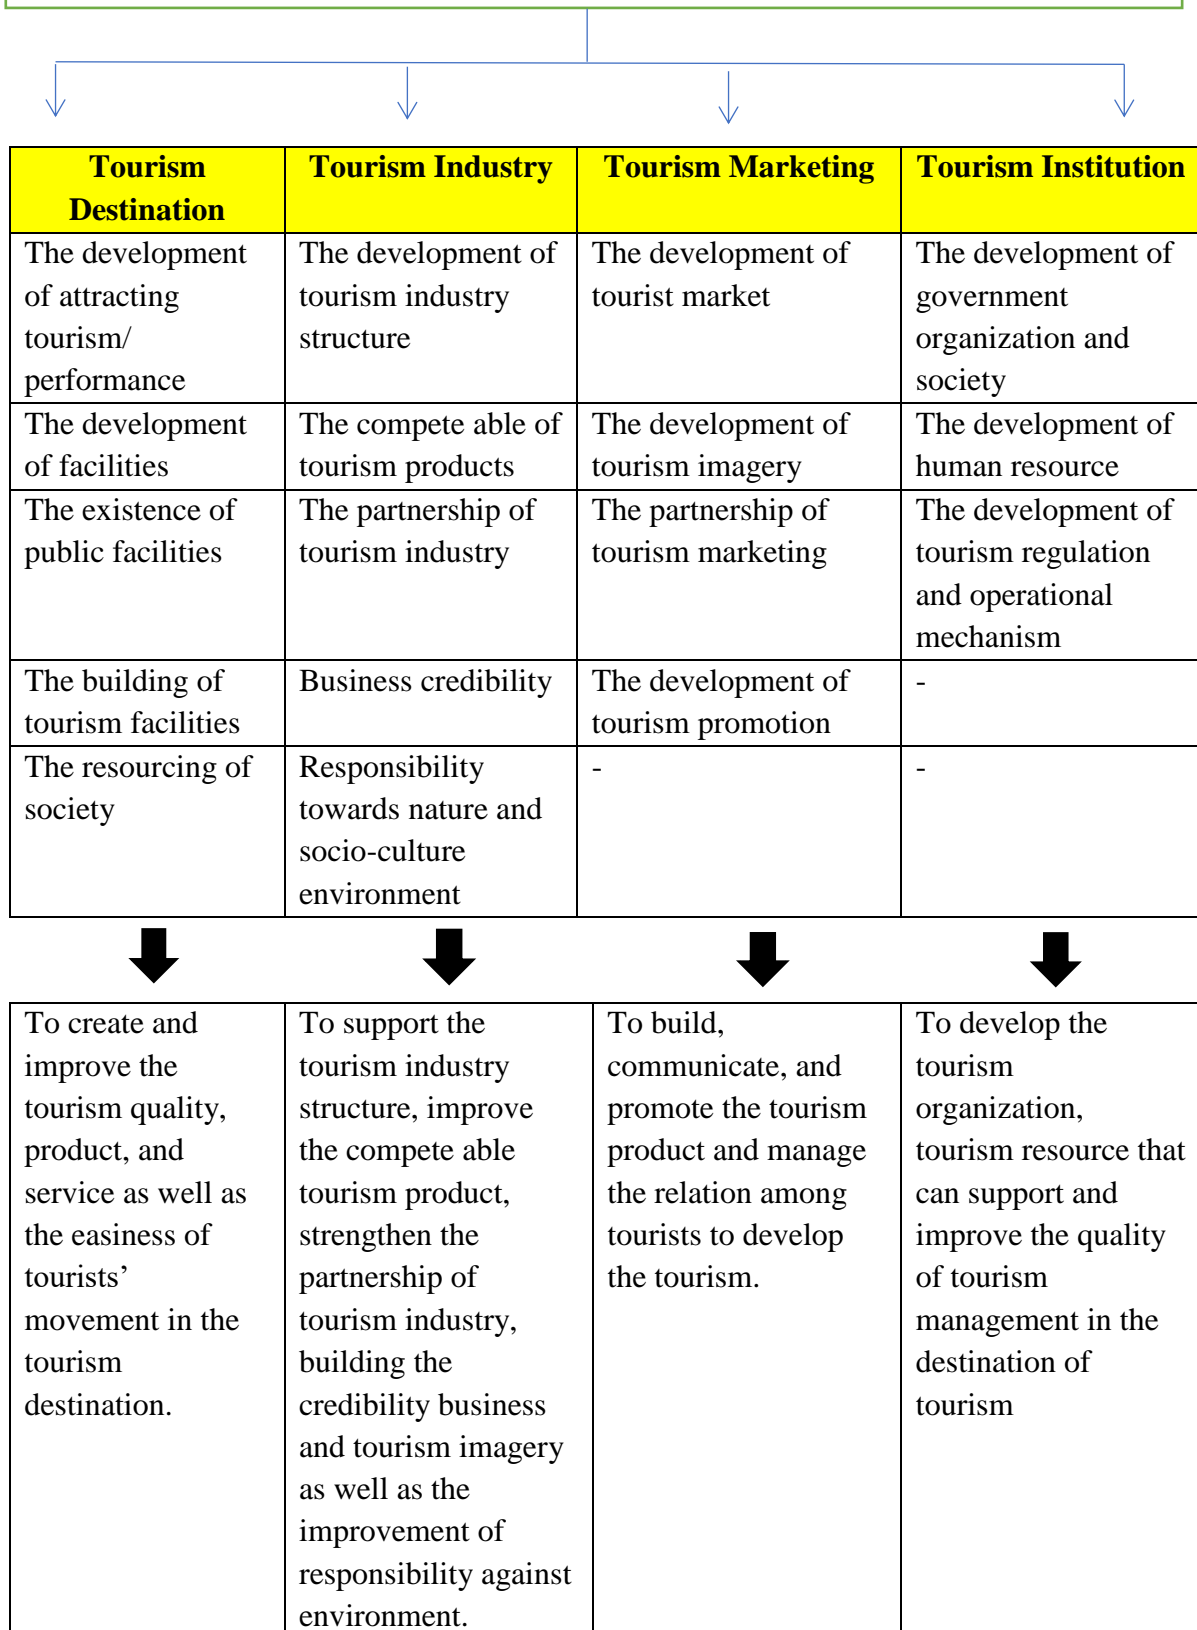 Tourism
Destination
Tourism Industry
Tourism Marketing
Tourism Institution
The development
of attracting
tourism/
performance
The development of
tourism industry
structure
The development of
tourist market
The development of
government
organization and
society
The development
of facilities
The compete able of
tourism products
The development of
tourism imagery
The development of
human resource
The existence of
public facilities
The partnership of
tourism industry
The partnership of
tourism marketing
The development of
tourism regulation
and operational
mechanism
The building of
tourism facilities
Business credibility
The development of
tourism promotion
-
The resourcing of
society
Responsibility
towards nature and
socio-culture
environment
-
-
To create and
improve the
tourism quality,
product, and
service as well as
the easiness of
tourists’
movement in the
tourism
destination.
To support the
tourism industry
structure, improve
the compete able
tourism product,
strengthen the
partnership of
tourism industry,
building the
credibility business
and tourism imagery
as well as the
improvement of
responsibility against
environment.
To build,
communicate, and
promote the tourism
product and manage
the relation among
tourists to develop
the tourism.
To develop the
tourism
organization,
tourism resource that
can support and
improve the quality
of tourism
management in the
destination of
tourism